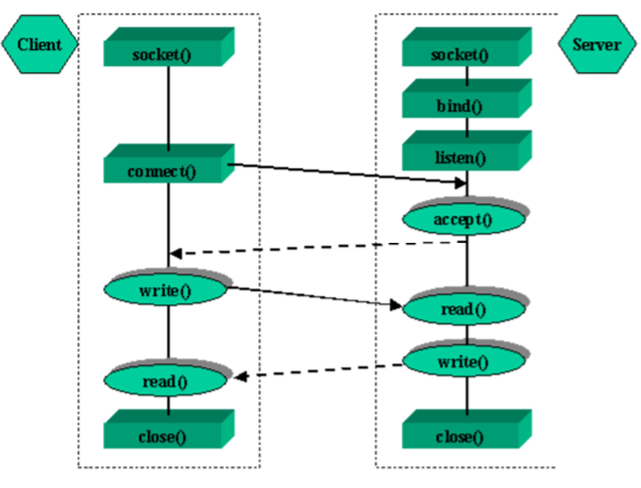 Client
socket()
connect()
write()
read()
close()
Server
socket()
bind()
listen()
accept()
read()
write()
close()